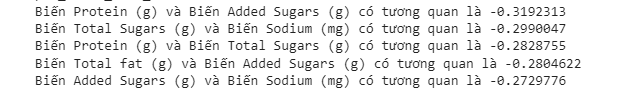 Biến Protein (g) và Biến Added Sugars (g) có tương quan là -0.3192313
Biến Total Sugars (g) và Biến Sodium (mg) có tương quan là -0.2990047
Biến Protein (g) và Biến Total Sugars (g) có tương quan là -0.2828755
Biến Total fat (g) và Biến Added Sugars (g) có tương quan là -0.2804622
Biến Added Sugars (g) và Biến Sodium (mg) có tương quan là -0.2729776